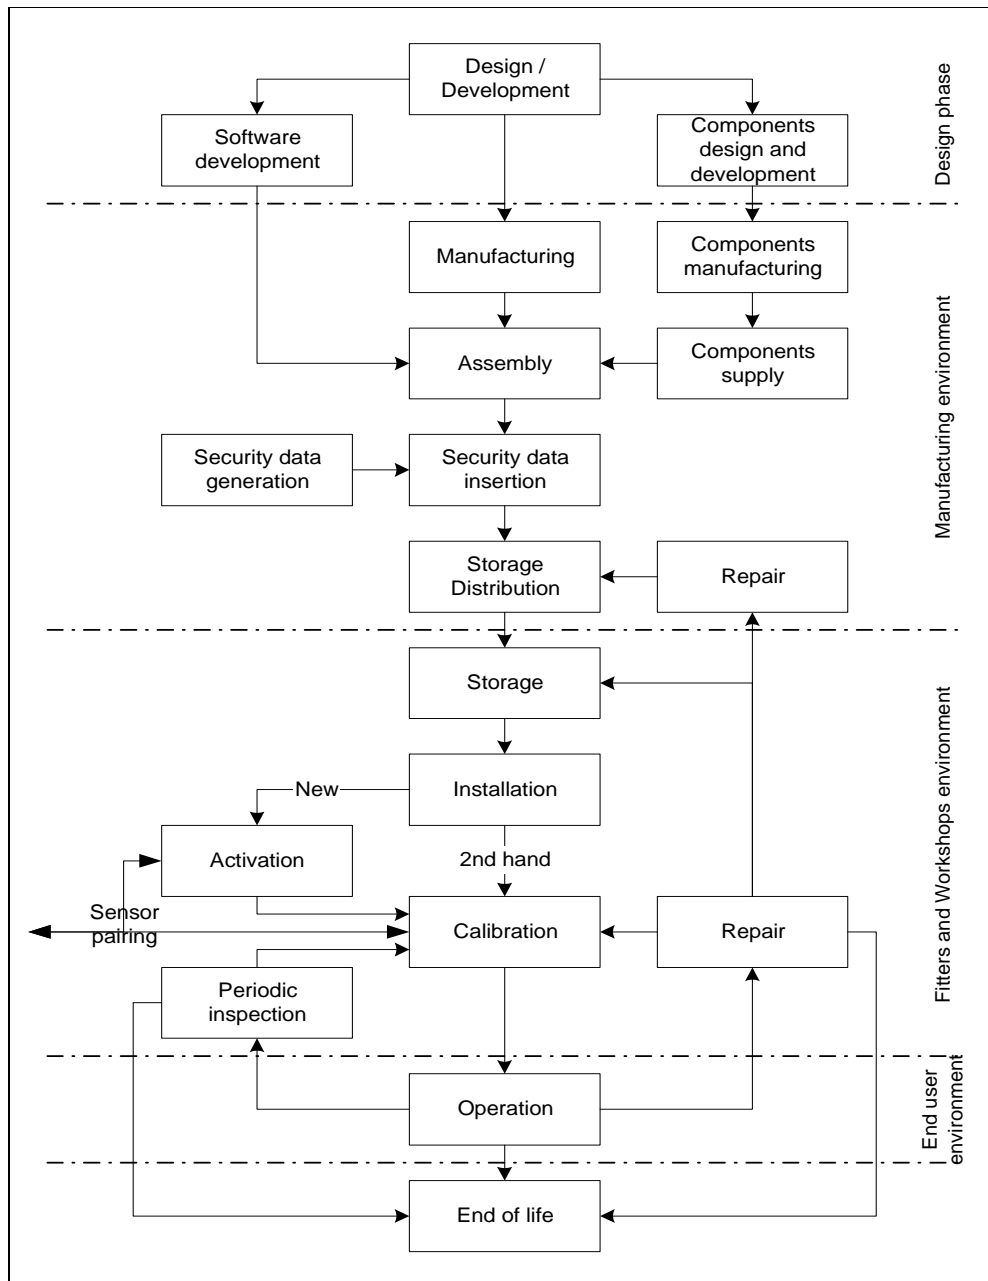 Design /
Development
Software
development
Components
design and
development
Design phase
Manufacturing
Components
manufacturing
Assembly
Components
supply
Manufacturing environment
Security data
generation
Security data
insertion
Storage
Distribution
Repair
Storage
New
Installation
Activation
2nd hand
Sensor
pairing
Calibration
Repair
Fitters and Workshops environment
Periodic
inspection
Operation
End user
environment
End of life